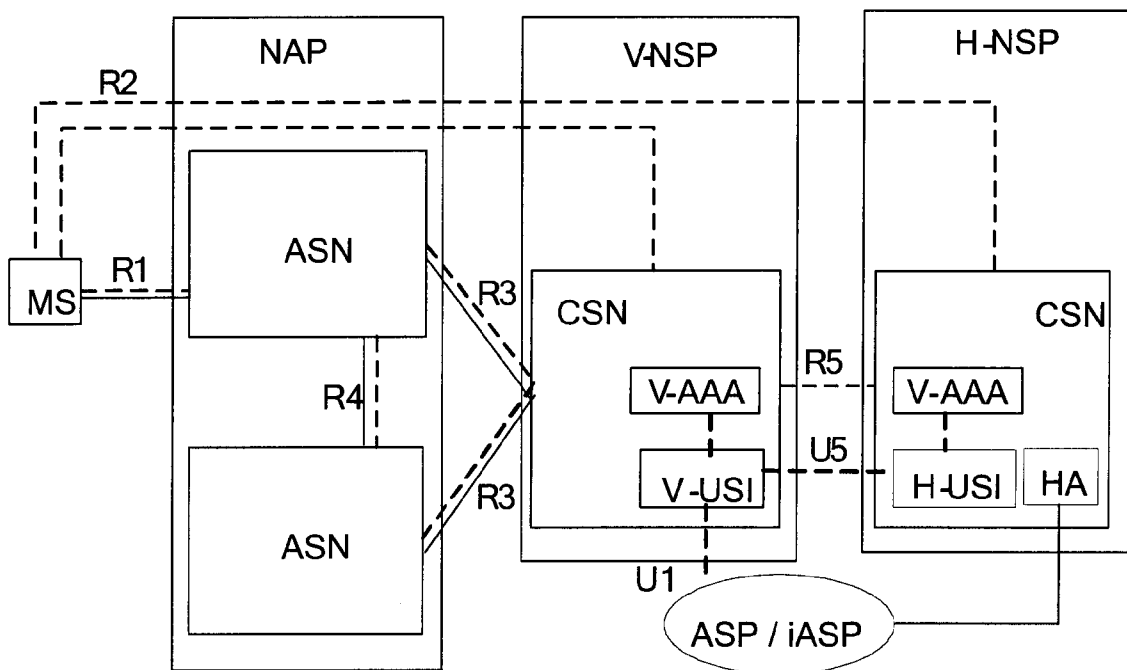 NAP
V-NSP
H-NSP
R2
ASN
MS
R1
R3
CSN
CSN
R4
R5
V-AAA
V-AAA
U5
V-USI
H-USI
HA
R3
ASN
U1
ASP / iASP